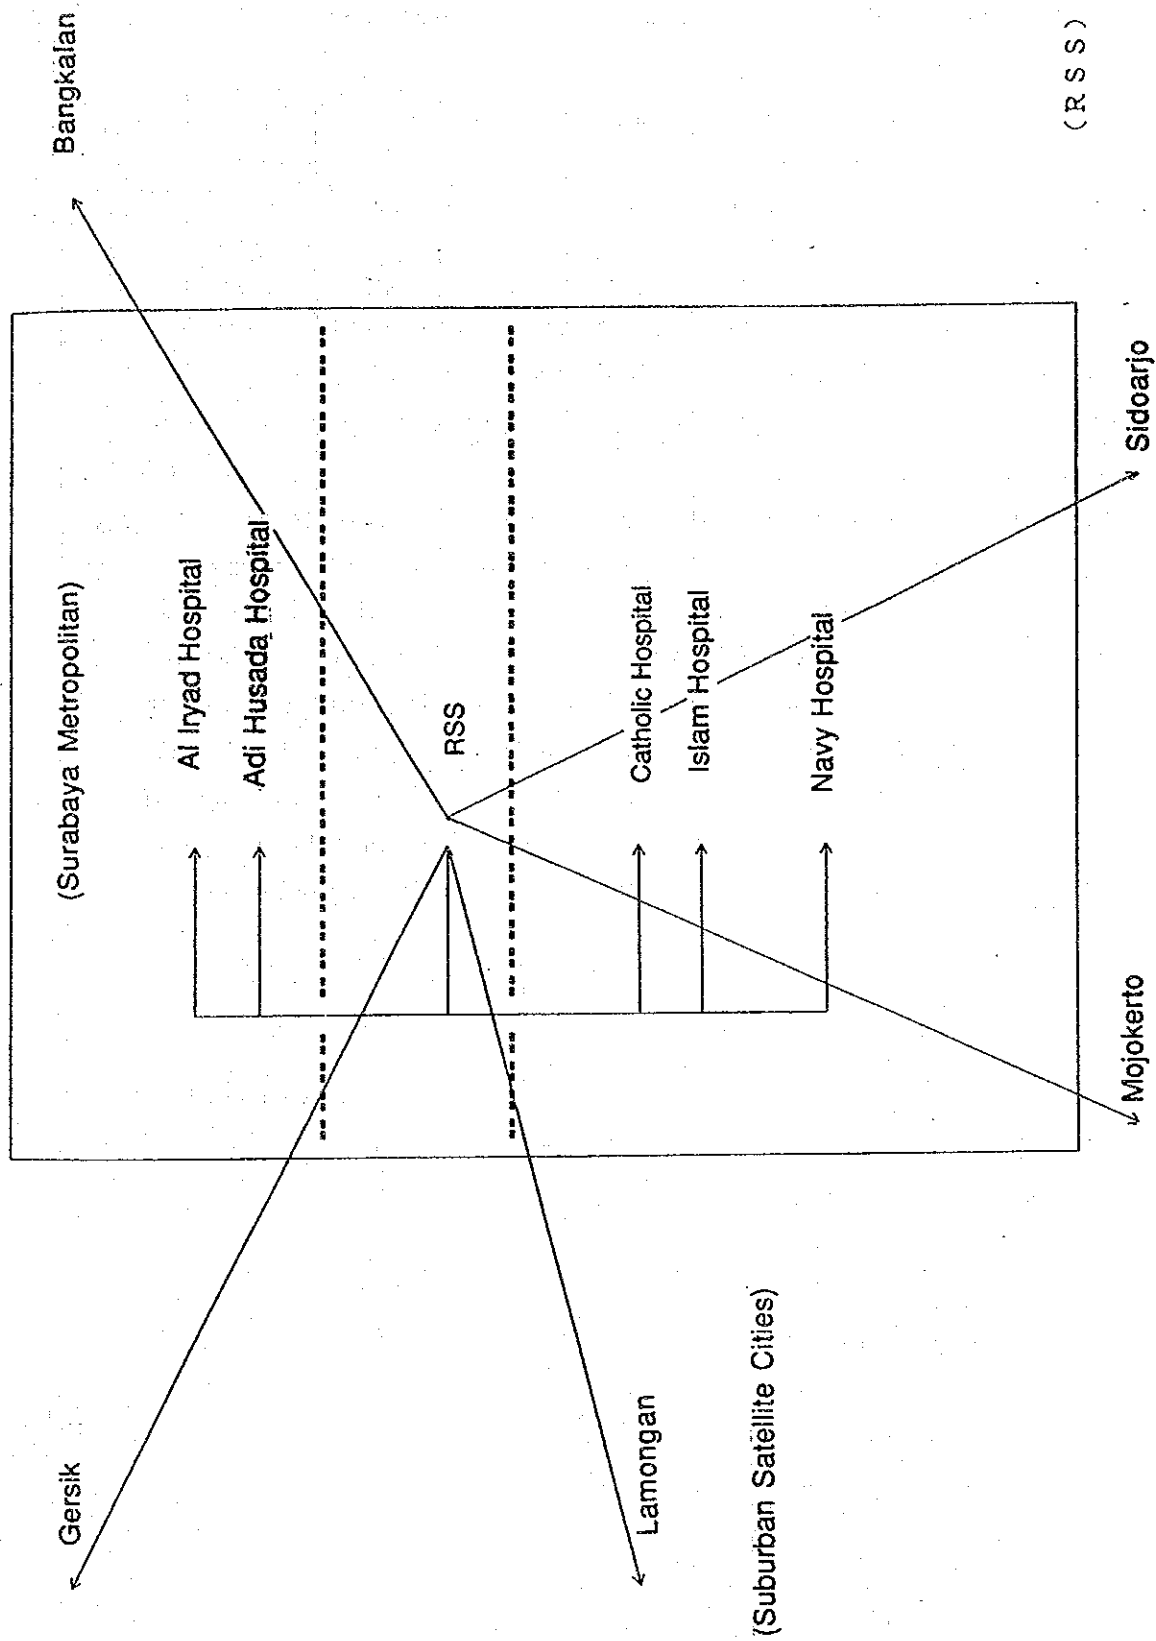 Gersik
Bangkalan
(Surabaya Metropolitan)
Al Iryad Hospital
Adi Husada Hospital
RSS
Catholic Hospital
Islam Hospital
Navy Hospital
Lamongan
(Suburban Satellite Cities)
Mojokerto
Sidoarjo
(RSS)